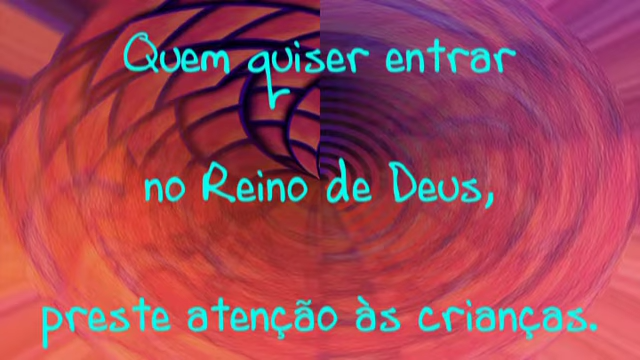 Quem quiser entrar
no Reino de Deus,
preste atenção às crianças.